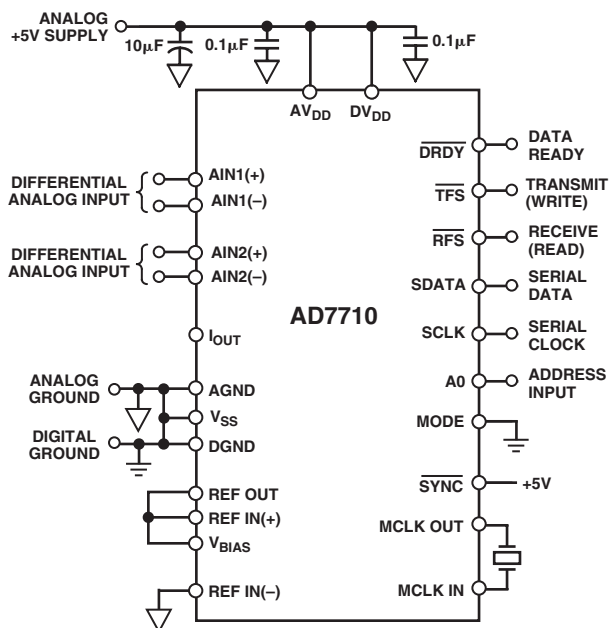 ANALOG
+5V SUPPLY
10µF
0.1µF
0.1µF
AVDD
DVDD
DRDY
DATA
READY
DIFFERENTIAL
ANALOG INPUT
AIN1(+)
AIN1(–)
TFS
TRANSMIT
(WRITE)
RFS
RECEIVE
(READ)
DIFFERENTIAL
ANALOG INPUT
AIN2(+)
AIN2(–)
SDATA
SERIAL
DATA
AD7710
IOUT
SCLK
SERIAL
CLOCK
ANALOG
GROUND
AGND
A0
ADDRESS
INPUT
VSS
MODE
DIGITAL
GROUND
DGND
SYNC
+5V
REF OUT
REF IN(+)
VBIAS
MCLK OUT
REF IN(–)
MCLK IN